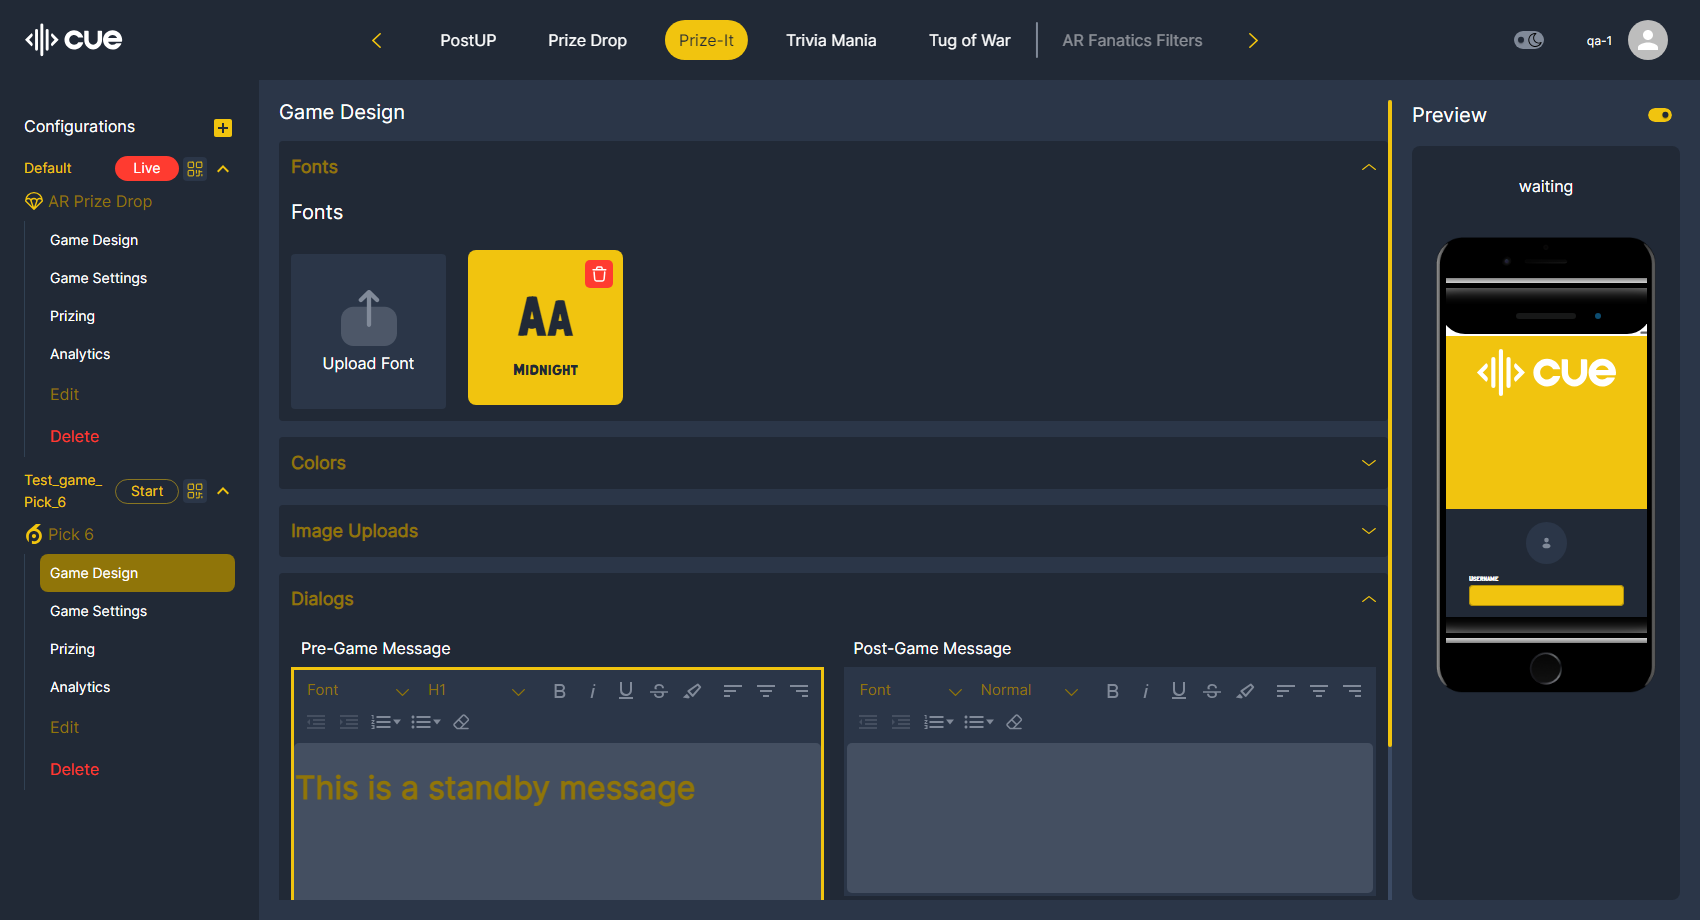 cue
PostUP
Prize Drop
Prize-It
Trivia Mania
Tug of War
AR Fanatics Filters
qa-1
Configurations
Default
Live
AR Prize Drop
Game Design
Game Settings
Prizing
Analytics
Edit
Delete
Test_game_
Pick_6
Start
Pick 6
Game Design
Game Settings
Prizing
Analytics
Edit
Delete
Game Design
Fonts
Fonts
Upload Font
AA
MIDNIGHT
Colors
Image Uploads
Dialogs
Pre-Game Message
Font
H1
B
i
U
S
This is a standby message
Post-Game Message
Font
Normal
B
i
U
S
Preview
waiting
cue
USERNAME